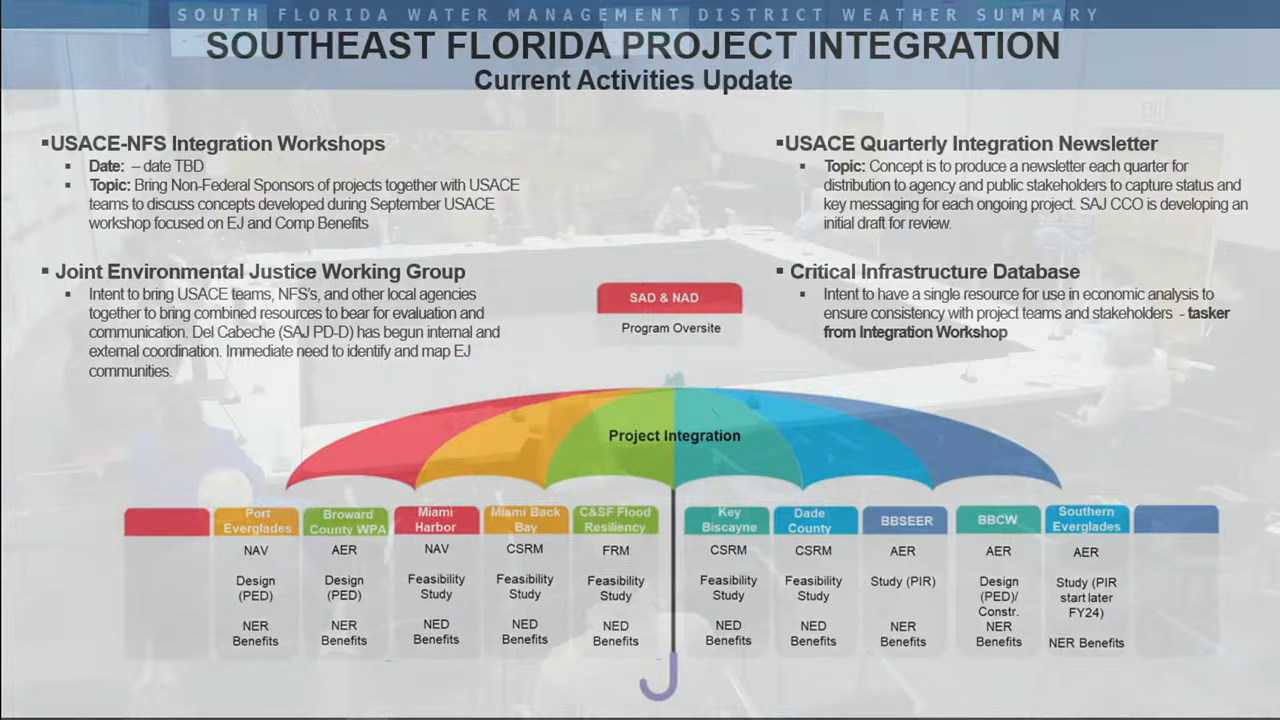 SOUTH FLORIDA WATER MANAGEMENT DISTRICT WEATHER SUMMARY
SOUTHEAST FLORIDA PROJECT INTEGRATION
Current Activities Update
▪USACE-NFS Integration Workshops
▪ Date: – date TBD
▪ Topic: Bring Non-Federal Sponsors of projects together with USACE
teams to discuss concepts developed during September USACE
workshop focused on EJ and Comp Benefits
▪ Joint Environmental Justice Working Group
▪ Intent to bring USACE teams, NFS's, and other local agencies
together to bring combined resources to bear for evaluation and
communication. Del Cabeche (SAJ PD-D) has begun internal and
external coordination. Immediate need to identify and map EJ
communities.
▪USACE Quarterly Integration Newsletter
▪ Topic: Concept is to produce a newsletter each quarter for
distribution to agency and public stakeholders to capture status and
key messaging for each ongoing project. SAJ CCO is developing an
initial draft for review.
▪ Critical Infrastructure Database
▪ Intent to have a single resource for use in economic analysis to
ensure consistency with project teams and stakeholders - tasker
from Integration Workshop
SAD & NAD
Program Oversite
Project Integration
Port
Everglades
NAV
Design
(PED)
NER
Benefits
Broward
County WPA
AER
Design
(PED)
NER
Benefits
Miami
Harbor
NAV
Feasibility
Study
NED
Benefits
Miami Back
Bay
CSRM
Feasibility
Study
NED
Benefits
C&SF Flood
Resiliency
FRM
Feasibility
Study
NED
Benefits
Key
Biscayne
CSRM
Feasibility
Study
NED
Benefits
Dade
County
CSRM
Feasibility
Study
NED
Benefits
BBSEER
AER
Study (PIR)
NER
Benefits
BBCW
AER
Design
(PED)/
Constr.
NER
Benefits
Southern
Everglades
AER
Study (PIR
start later
FY24)
NER Benefits